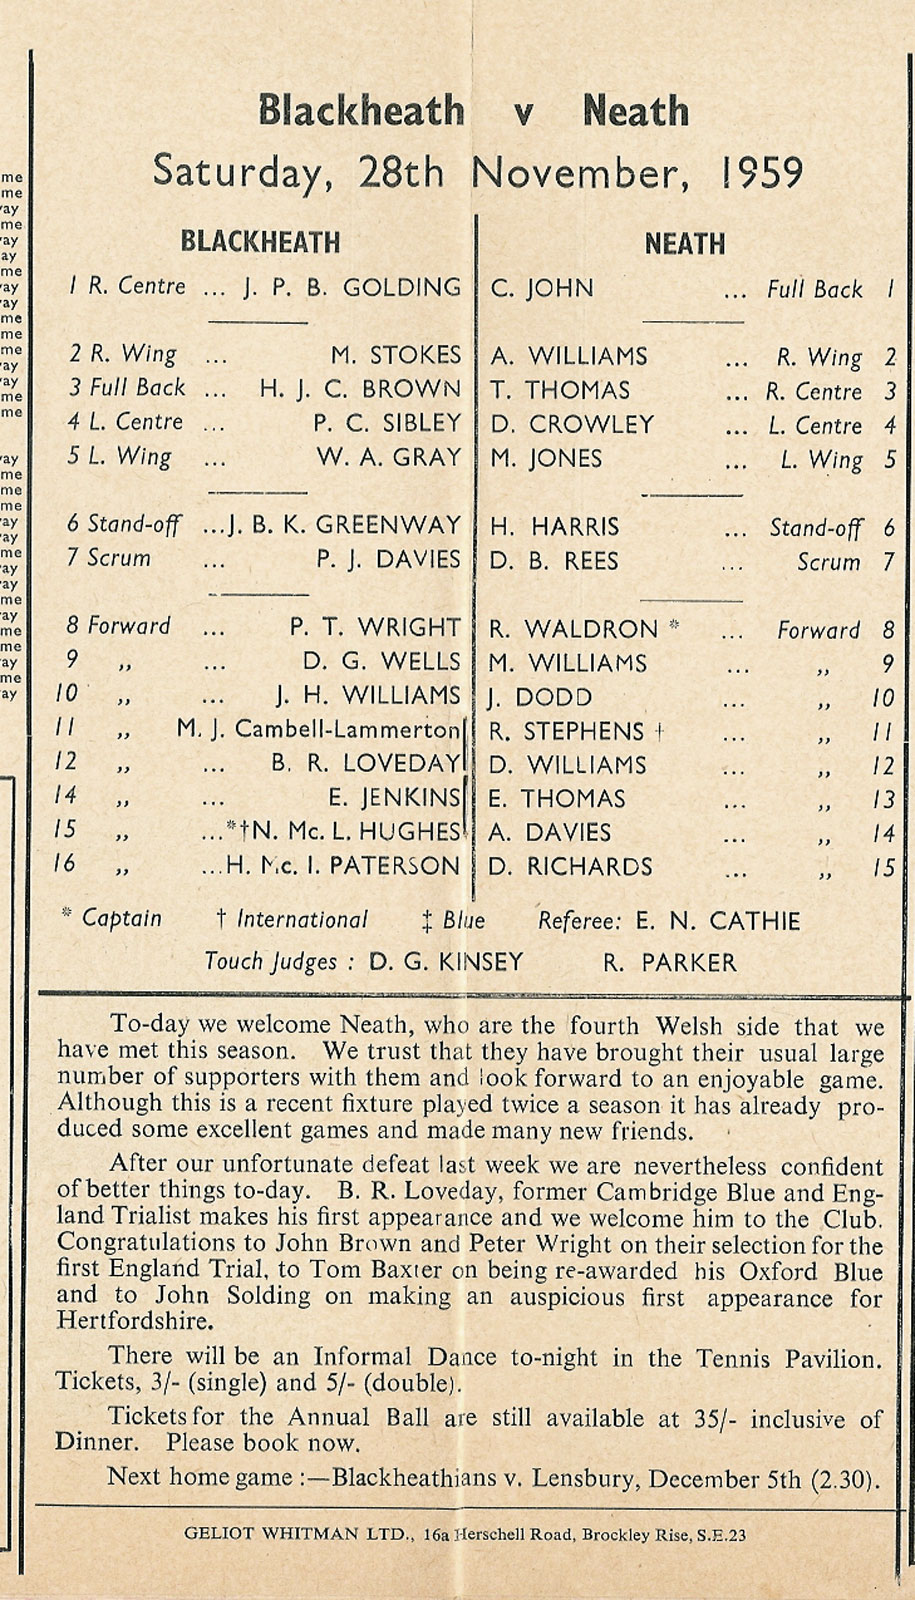 Blackheath v Neath
Saturday, 28th November, 1959
BLACKHEATH
NEATH
1 R. Centre ... J. P. B. GOLDING
C. JOHN ... Full Back 1
2 R. Wing ... M. STOKES
A. WILLIAMS ... R. Wing 2
3 Full Back ... H. J. C. BROWN
T. THOMAS ... R. Centre 3
4 L. Centre ... P. C. SIBLEY
D. CROWLEY ... L. Centre 4
5 L. Wing ... W. A. GRAY
M. JONES ... L. Wing 5
6 Stand-off ...J. B. K. GREENWAY
H. HARRIS ... Stand-off 6
7 Scrum ... P. J. DAVIES
D. B. REES ... Scrum 7
8 Forward ... P. T. WRIGHT
R. WALDRON * ... Forward 8
9 ,, ... D. G. WELLS
M. WILLIAMS ... ,, 9
10 ,, ... J. H. WILLIAMS
J. DODD ... ,, 10
11 ,, M. J. Cambell-Lammerton
R. STEPHENS † ... ,, 11
12 ,, ... B. R. LOVEDAY
D. WILLIAMS ... ,, 12
14 ,, ... E. JENKINS
E. THOMAS ... ,, 13
15 ,, ...*†N. Mc. L. HUGHES
A. DAVIES ... ,, 14
16 ,, ...H. Mc. I. PATERSON
D. RICHARDS ... ,, 15
* Captain † International ‡ Blue Referee: E. N. CATHIE
Touch Judges : D. G. KINSEY R. PARKER
To-day we welcome Neath, who are the fourth Welsh side that we
have met this season. We trust that they have brought their usual large
number of supporters with them and look forward to an enjoyable game.
Although this is a recent fixture played twice a season it has already pro-
duced some excellent games and made many new friends.
After our unfortunate defeat last week we are nevertheless confident
of better things to-day. B. R. Loveday, former Cambridge Blue and Eng-
land Trialist makes his first appearance and we welcome him to the Club.
Congratulations to John Brown and Peter Wright on their selection for the
first England Trial, to Tom Baxter on being re-awarded his Oxford Blue
and to John Solding on making an auspicious first appearance for
Hertfordshire.
There will be an Informal Dance to-night in the Tennis Pavilion.
Tickets, 3/- (single) and 5/- (double).
Tickets for the Annual Ball are still available at 35/- inclusive of
Dinner. Please book now.
Next home game :—Blackheathians v. Lensbury, December 5th (2.30).
GELIOT WHITMAN LTD., 16a Herschell Road, Brockley Rise, S.E.23